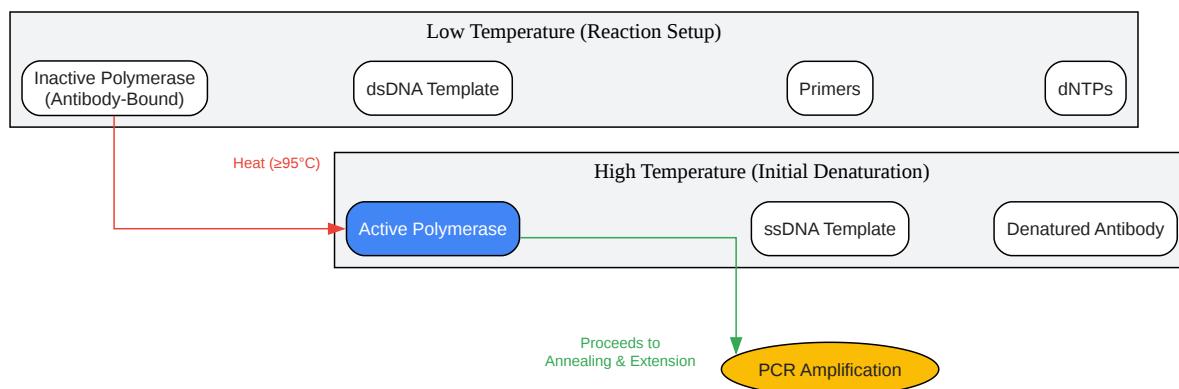 Low Temperature (Reaction Setup)
Inactive Polymerase
(Antibody-Bound)
dsDNA Template
Primers
dNTPs
Heat (≥95°C)
High Temperature (Initial Denaturation)
Active Polymerase
ssDNA Template
Denatured Antibody
Proceeds to
Annealing & Extension
PCR Amplification